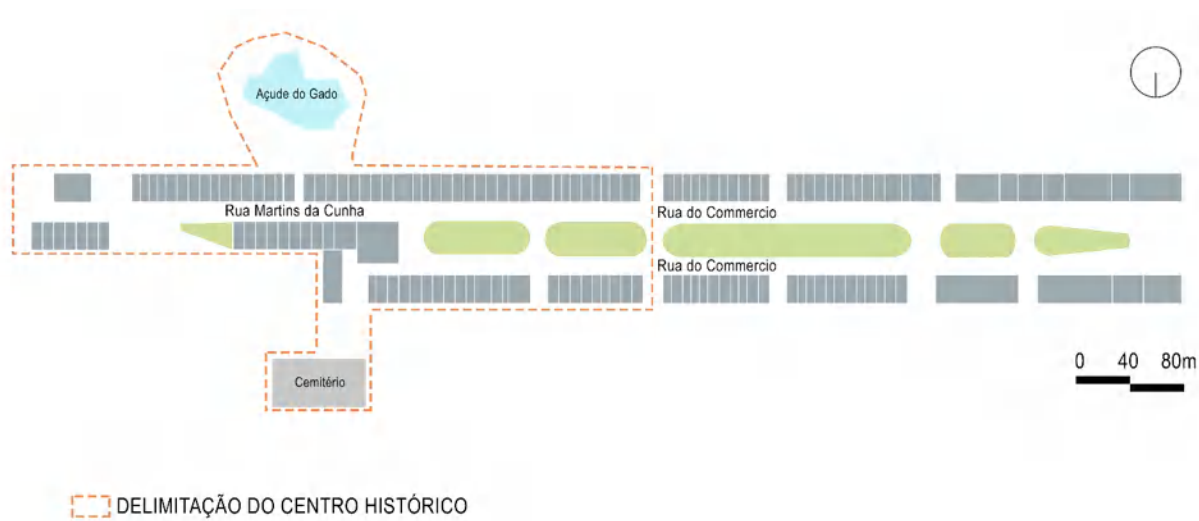 Açude do Gado
Rua Martins da Cunha
Rua do Commercio
Rua do Commercio
0 40 80m
Cemitério
DELIMITAÇÃO DO CENTRO HISTÓRICO